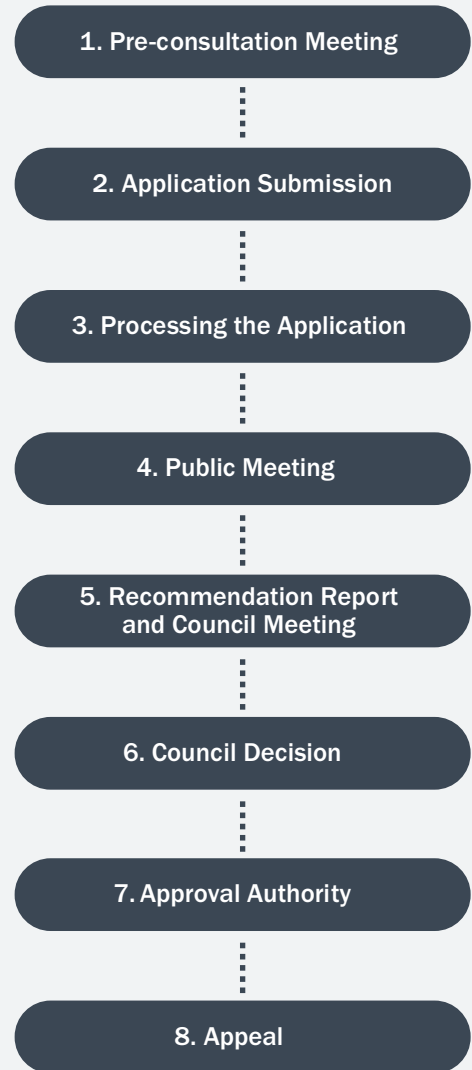 1. Pre-consultation Meeting
2. Application Submission
3. Processing the Application
4. Public Meeting
5. Recommendation Report
and Council Meeting
6. Council Decision
7. Approval Authority
8. Appeal